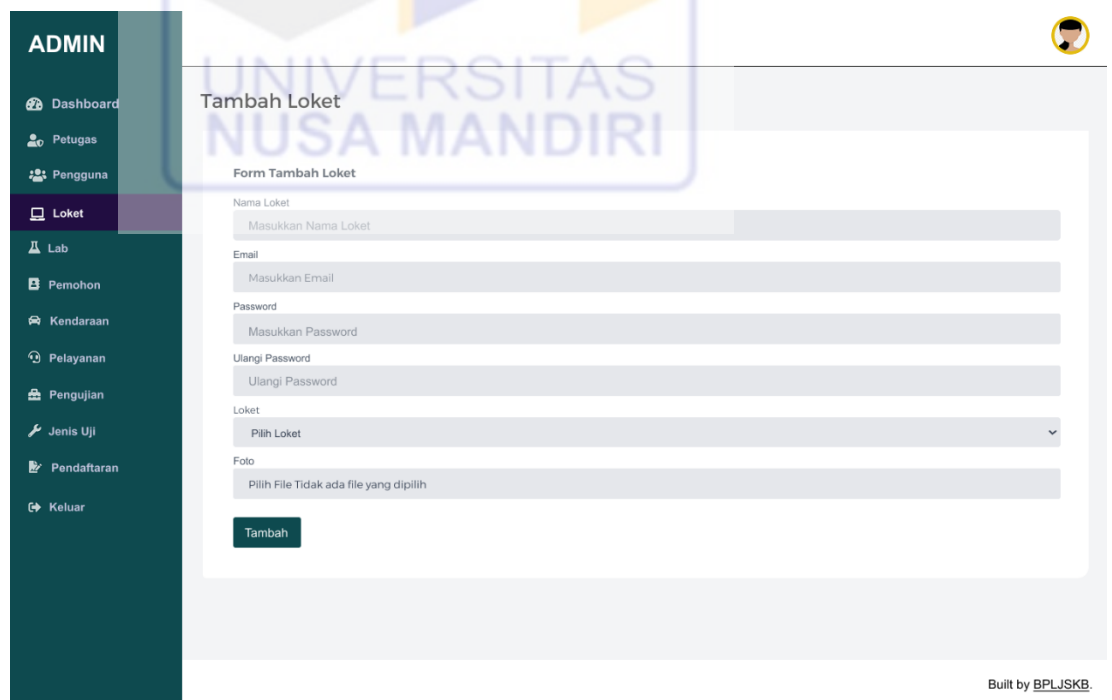 ADMIN
UNIVERSITAS
NUSA MANDIRI
Dashboard
Petugas
Pengguna
Loket
Lab
Pemohon
Kendaraan
Pelayanan
Pengujian
Jenis Uji
Pendaftaran
Keluar
Tambah Loket
Form Tambah Loket
Nama Loket
Masukkan Nama Loket
Email
Masukkan Email
Password
Masukkan Password
Ulangi Password
Ulangi Password
Loket
Pilih Loket
Foto
Pilih File Tidak ada file yang dipilih
Tambah
Built by BPLJSKB.